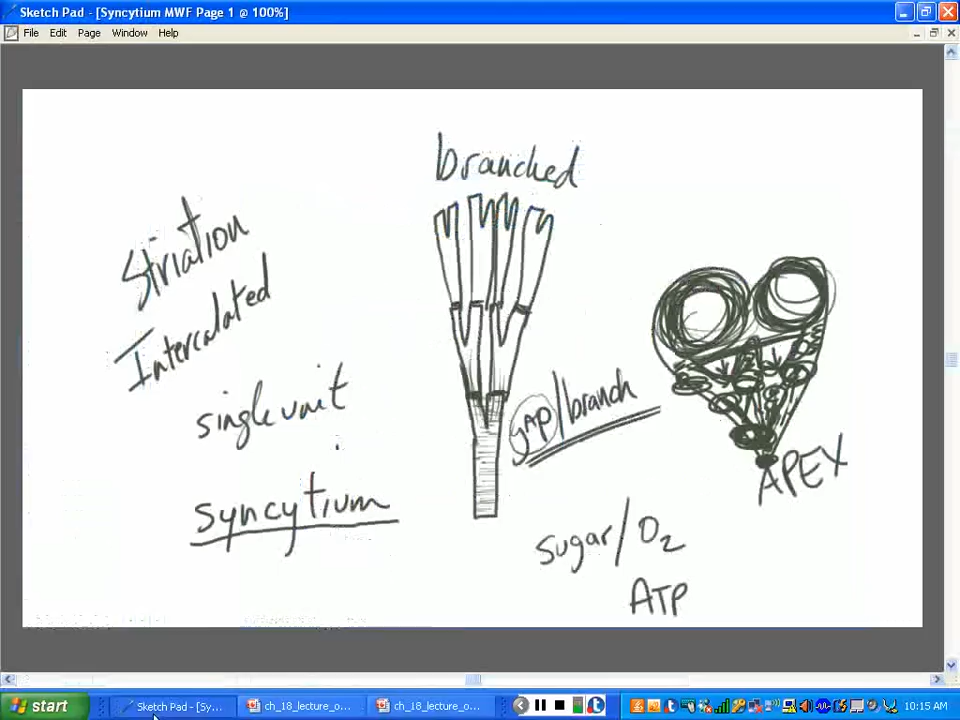 Sketch Pad - [Syncytium MWF Page 1 @ 100%]
File Edit Page Window Help
branched
Striation
Intercalated
single unit
gAP/branch
syncytium
APEX
sugar/O2
ATP
start
Sketch Pad - [Sy...
ch_18_lecture_o...
ch_18_lecture_o...
10:15 AM